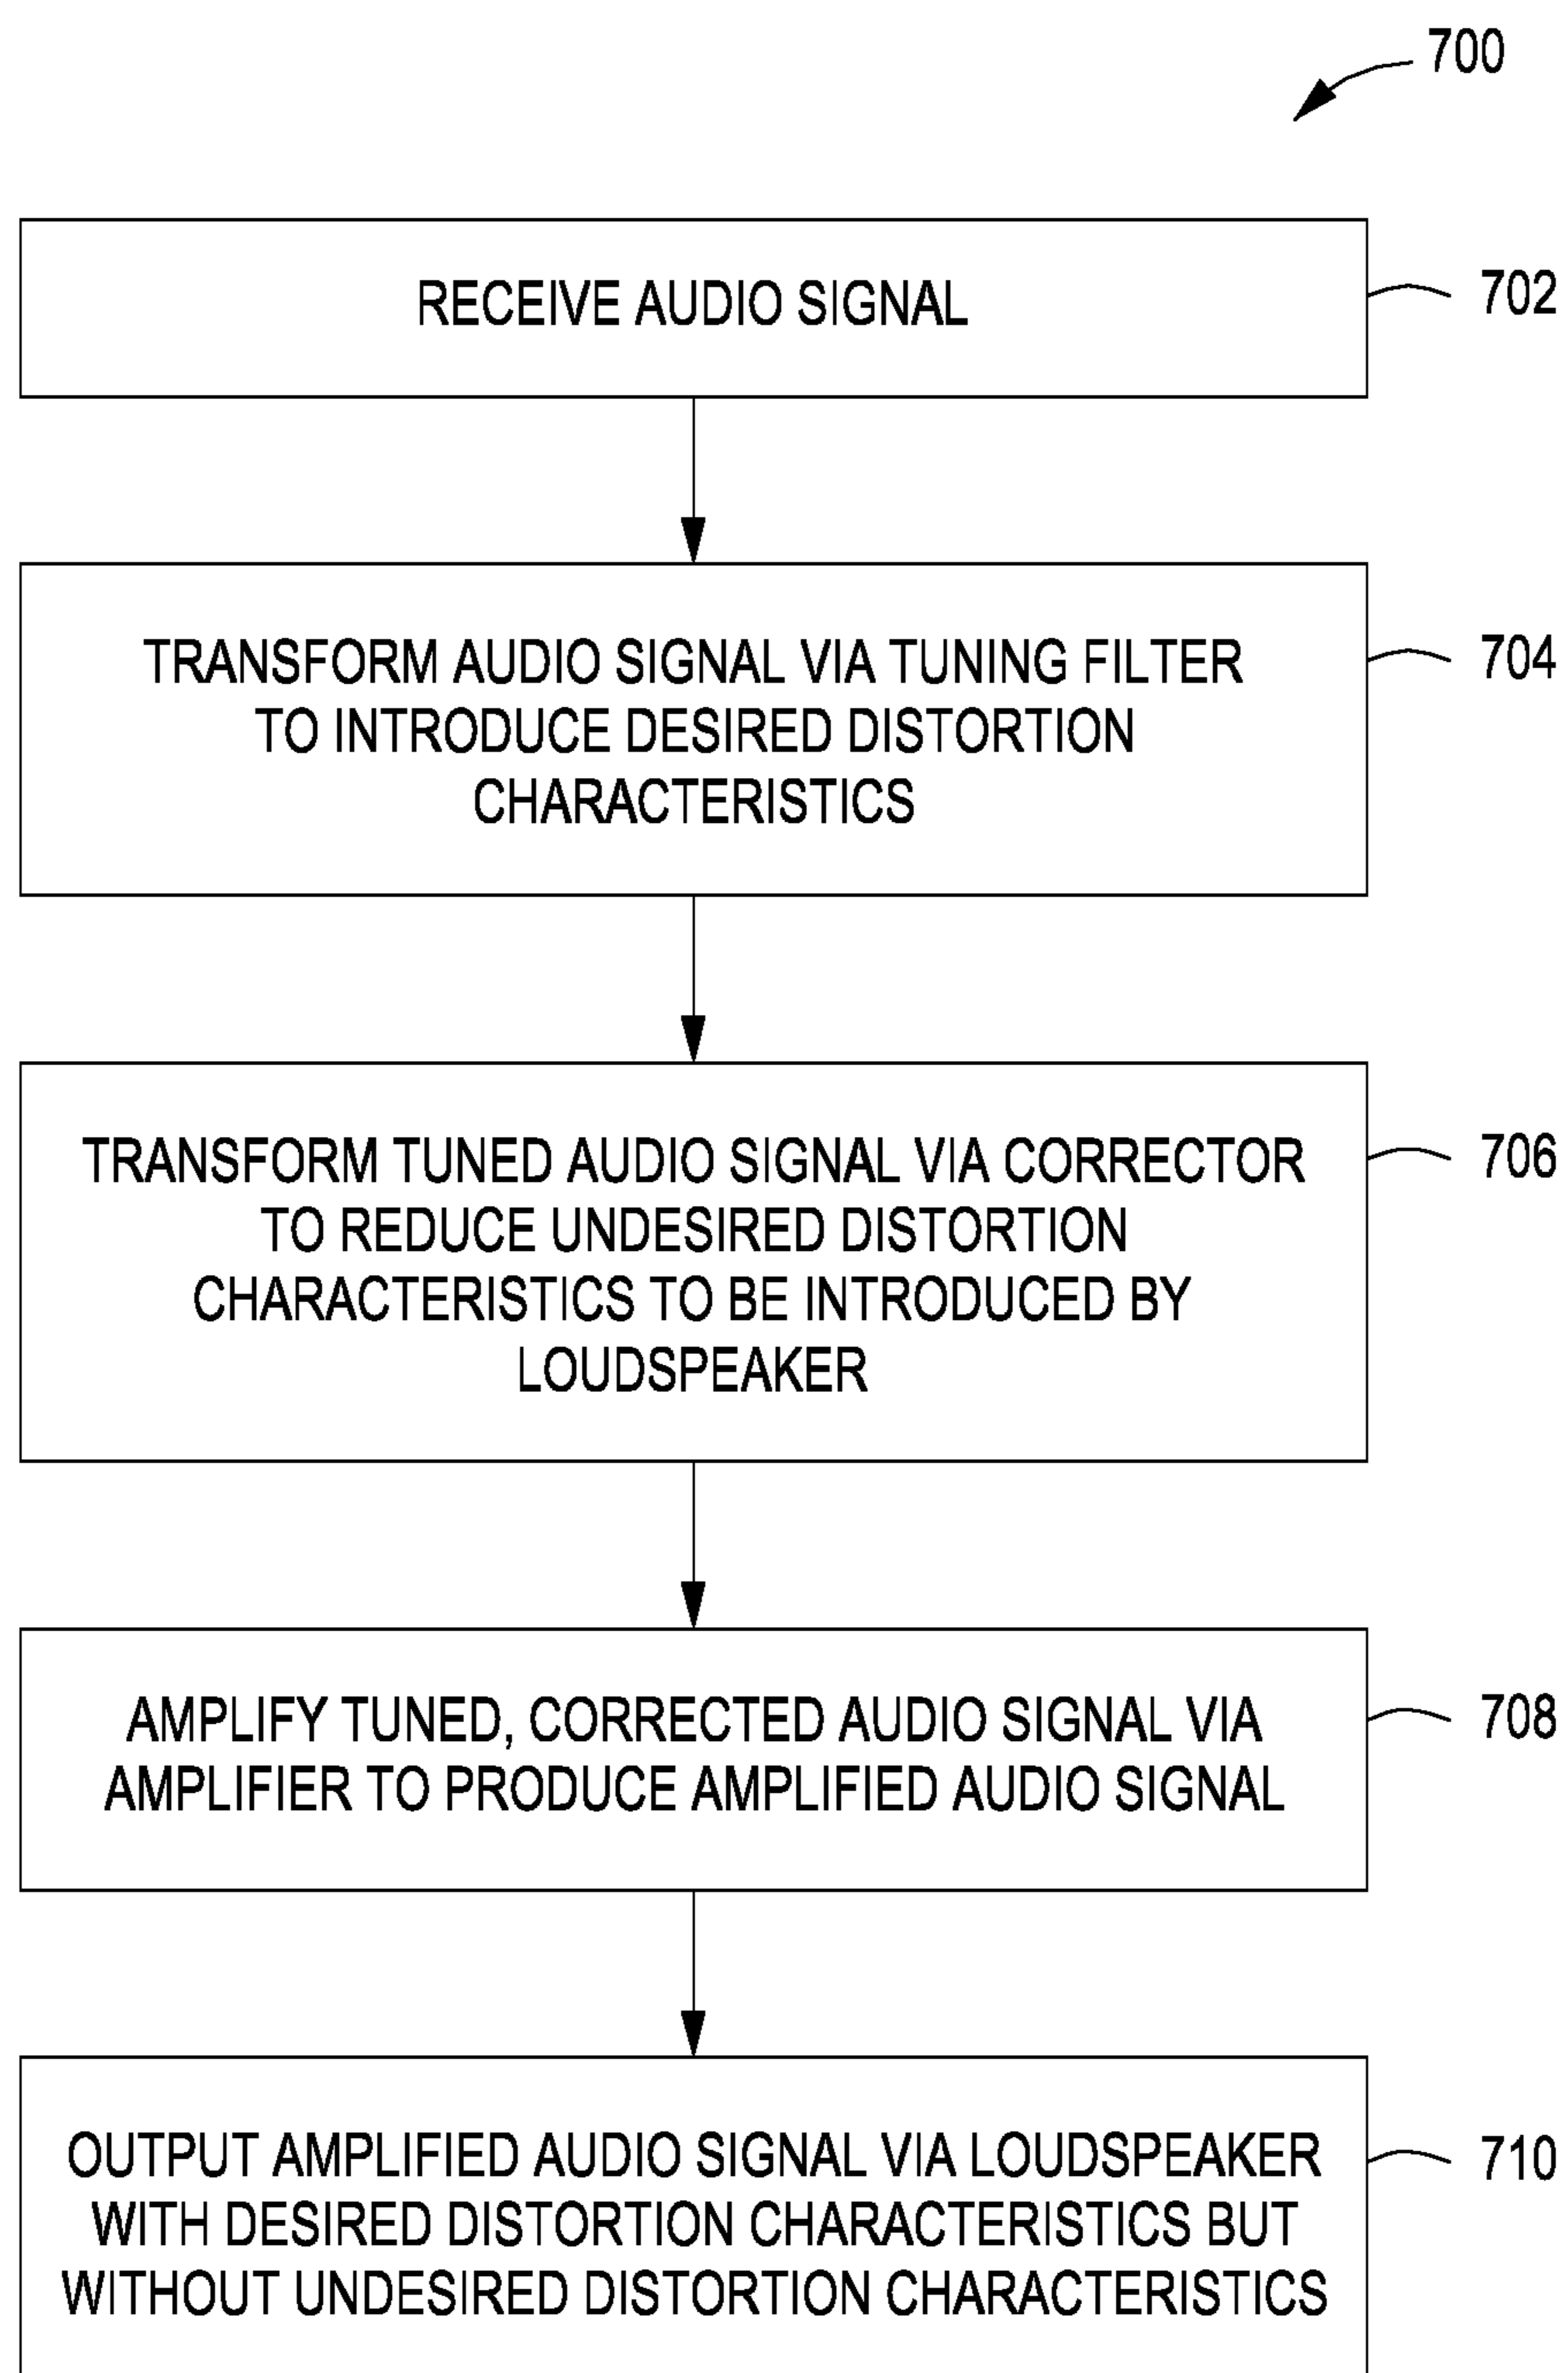 700
RECEIVE AUDIO SIGNAL
702
TRANSFORM AUDIO SIGNAL VIA TUNING FILTER
TO INTRODUCE DESIRED DISTORTION
CHARACTERISTICS
704
TRANSFORM TUNED AUDIO SIGNAL VIA CORRECTOR
TO REDUCE UNDESIRED DISTORTION
CHARACTERISTICS TO BE INTRODUCED BY
LOUDSPEAKER
706
AMPLIFY TUNED, CORRECTED AUDIO SIGNAL VIA
AMPLIFIER TO PRODUCE AMPLIFIED AUDIO SIGNAL
708
OUTPUT AMPLIFIED AUDIO SIGNAL VIA LOUDSPEAKER
WITH DESIRED DISTORTION CHARACTERISTICS BUT
WITHOUT UNDESIRED DISTORTION CHARACTERISTICS
710